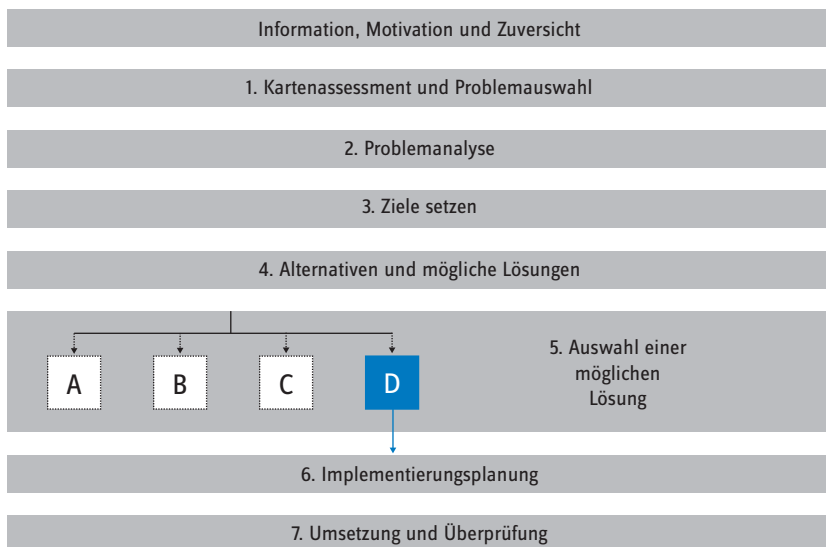 Information, Motivation und Zuversicht
1. Kartenassessment und Problemauswahl
2. Problemanalyse
3. Ziele setzen
4. Alternativen und mögliche Lösungen
A B C D
5. Auswahl einer
möglichen
Lösung
6. Implementierungsplanung
7. Umsetzung und Überprüfung